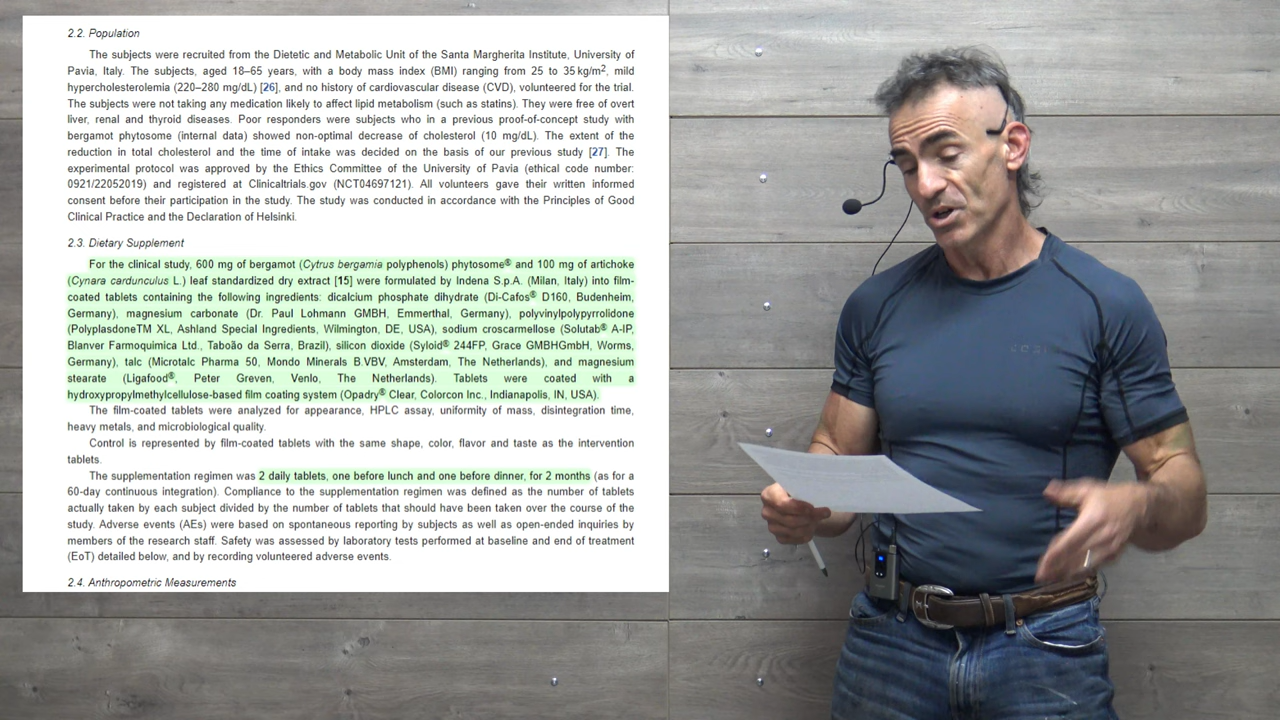 2.2. Population
The subjects were recruited from the Dietetic and Metabolic Unit of the Santa Margherita Institute, University of
Pavia, Italy. The subjects, aged 18–65 years, with a body mass index (BMI) ranging from 25 to 35 kg/m², mild
hypercholesterolemia (220–280 mg/dL) [26], and no history of cardiovascular disease (CVD), volunteered for the trial.
The subjects were not taking any medication likely to affect lipid metabolism (such as statins). They were free of overt
liver, renal and thyroid diseases. Poor responders were subjects who in a previous proof-of-concept study with
bergamot phytosome (internal data) showed non-optimal decrease of cholesterol (10 mg/dL). The extent of the
reduction in total cholesterol and the time of intake was decided on the basis of our previous study [27]. The
experimental protocol was approved by the Ethics Committee of the University of Pavia (ethical code number:
0921/22052019) and registered at Clinicaltrials.gov (NCT04697121). All volunteers gave their written informed
consent before their participation in the study. The study was conducted in accordance with the Principles of Good
Clinical Practice and the Declaration of Helsinki.
2.3. Dietary Supplement
For the clinical study, 600 mg of bergamot (Cytrus bergamia polyphenols) phytosome® and 100 mg of artichoke
(Cynara cardunculus L.) leaf standardized dry extract [15] were formulated by Indena S.p.A. (Milan, Italy) into film-
coated tablets containing the following ingredients: dicalcium phosphate dihydrate (Di-Cafos® D160, Budenheim,
Germany), magnesium carbonate (Dr. Paul Lohmann GMBH, Emmerthal, Germany), polyvinylpolypyrrolidone
(PolyplasdoneTM XL, Ashland Special Ingredients, Wilmington, DE, USA), sodium croscarmellose (Solutab® A-IP,
Blanver Farmoquimica Ltd., Taboão da Serra, Brazil), silicon dioxide (Syloid® 244FP, Grace GMBHGmbH, Worms,
Germany), talc (Microtalc Pharma 50, Mondo Minerals B.VBV, Amsterdam, The Netherlands), and magnesium
stearate (Ligafood®, Peter Greven, Venlo, The Netherlands). Tablets were coated with a
hydroxypropylmethylcellulose-based film coating system (Opadry® Clear, Colorcon Inc., Indianapolis, IN, USA).
The film-coated tablets were analyzed for appearance, HPLC assay, uniformity of mass, disintegration time,
heavy metals, and microbiological quality.
Control is represented by film-coated tablets with the same shape, color, flavor and taste as the intervention
tablets.
The supplementation regimen was 2 daily tablets, one before lunch and one before dinner, for 2 months (as for a
60-day continuous integration). Compliance to the supplementation regimen was defined as the number of tablets
actually taken by each subject divided by the number of tablets that should have been taken over the course of the
study. Adverse events (AEs) were based on spontaneous reporting by subjects as well as open-ended inquiries by
members of the research staff. Safety was assessed by laboratory tests performed at baseline and end of treatment
(EoT) detailed below, and by recording volunteered adverse events.
2.4. Anthropometric Measurements